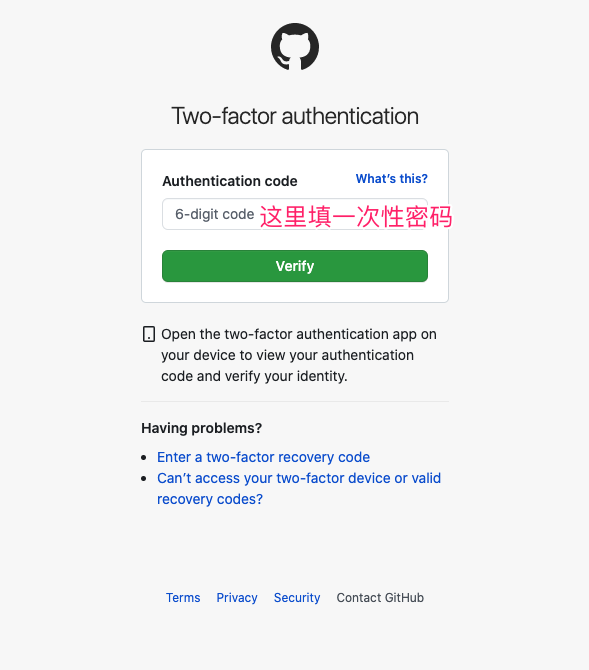 Two-factor authentication
Authentication code What's this?
6-digit code 这里填一次性密码
Verify
Open the two-factor authentication app on
your device to view your authentication
code and verify your identity.
Having problems?
Enter a two-factor recovery code
Can't access your two-factor device or valid
recovery codes?
Terms Privacy Security Contact GitHub